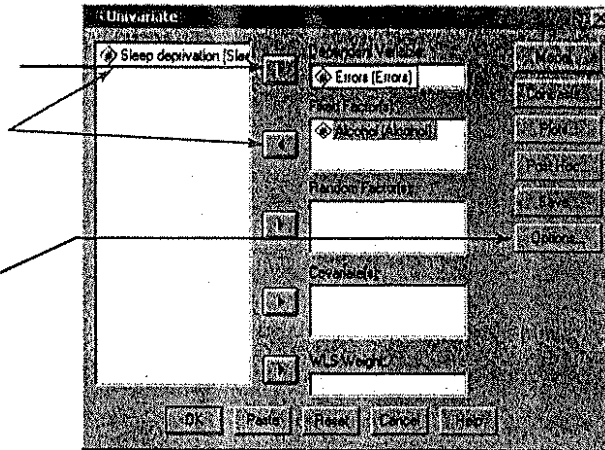 Univariate
Sleep deprivation [Slee
Dependent Variable:
Errors [Errors]
Fixed Factor(s):
Alcohol [Alcohol]
Random Factor(s):
Covariate(s):
WLS Weight:
Model...
Contrasts...
Plots...
Post Hoc...
Save...
Options...
OK
Paste
Reset
Cancel
Help